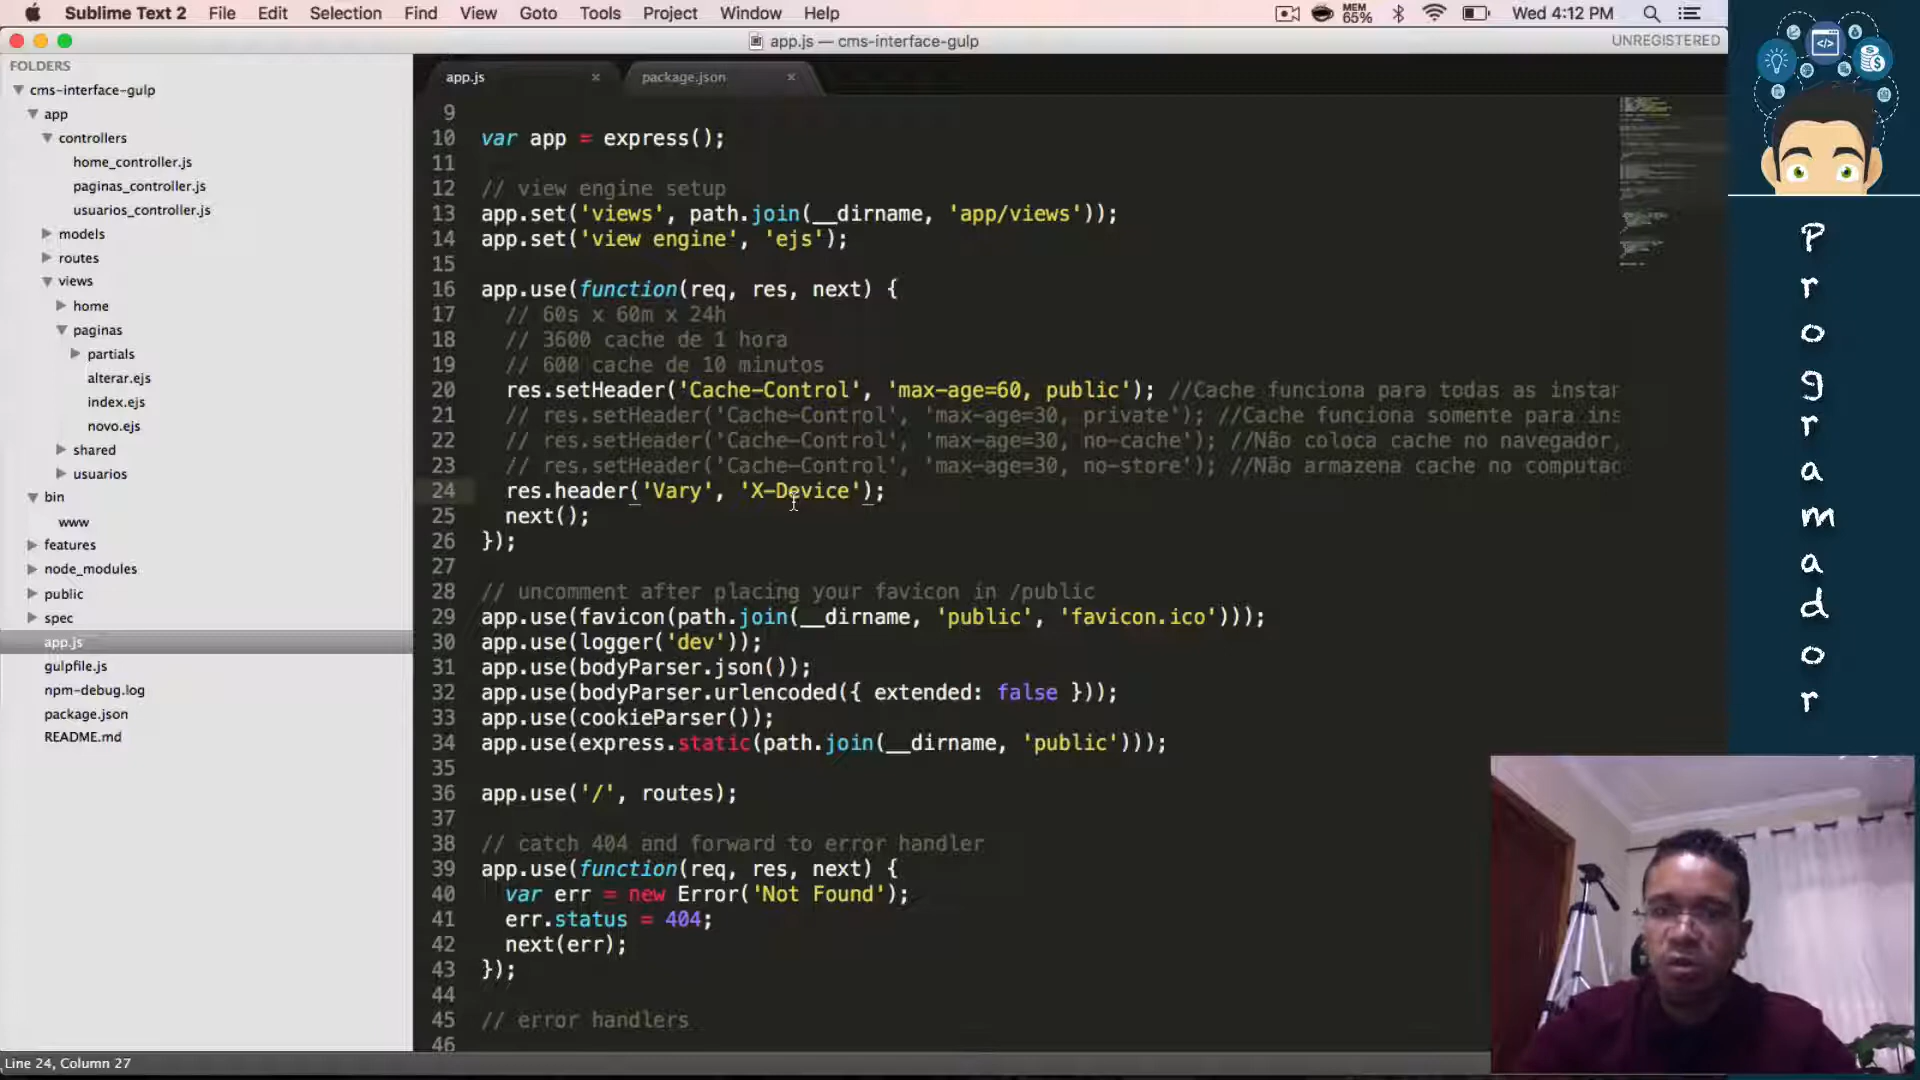 Sublime Text 2 File Edit Selection Find View Goto Tools Project Window Help MEM 65% Wed 4:12 PM
app.js — cms-interface-gulp UNREGISTERED
FOLDERS
cms-interface-gulp
app
controllers
home_controller.js
paginas_controller.js
usuarios_controller.js
models
routes
views
home
paginas
partials
alterar.ejs
index.ejs
novo.ejs
shared
usuarios
bin
www
features
node_modules
public
spec
app.js
gulpfile.js
npm-debug.log
package.json
README.md
app.js × package.json ×
9
10 var app = express();
11
12 // view engine setup
13 app.set('views', path.join(__dirname, 'app/views'));
14 app.set('view engine', 'ejs');
15
16 app.use(function(req, res, next) {
17 // 60s x 60m x 24h
18 // 3600 cache de 1 hora
19 // 600 cache de 10 minutos
20 res.setHeader('Cache-Control', 'max-age=60, public'); //Cache funciona para todas as instan
21 // res.setHeader('Cache-Control', 'max-age=30, private'); //Cache funciona somente para ins
22 // res.setHeader('Cache-Control', 'max-age=30, no-cache'); //Não coloca cache no navegador,
23 // res.setHeader('Cache-Control', 'max-age=30, no-store'); //Não armazena cache no computad
24 res.header('Vary', 'X-Device');
25 next();
26 });
27
28 // uncomment after placing your favicon in /public
29 app.use(favicon(path.join(__dirname, 'public', 'favicon.ico')));
30 app.use(logger('dev'));
31 app.use(bodyParser.json());
32 app.use(bodyParser.urlencoded({ extended: false }));
33 app.use(cookieParser());
34 app.use(express.static(path.join(__dirname, 'public')));
35
36 app.use('/', routes);
37
38 // catch 404 and forward to error handler
39 app.use(function(req, res, next) {
40 var err = new Error('Not Found');
41 err.status = 404;
42 next(err);
43 });
44
45 // error handlers
46
Line 24, Column 27
</>
Programador